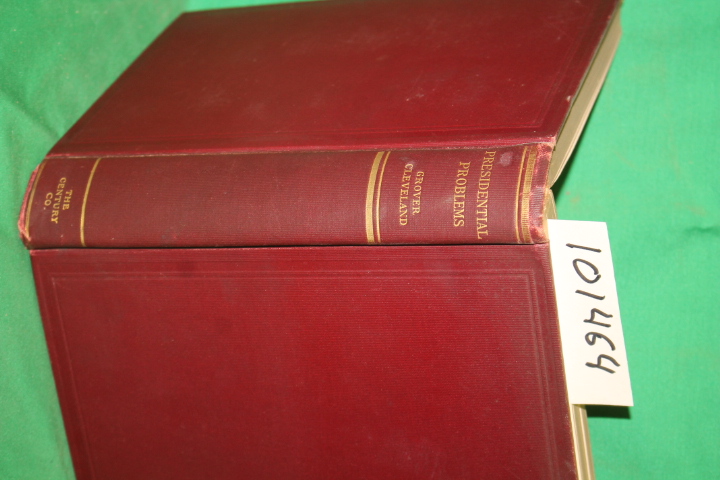 PRESIDENTIAL
PROBLEMS
GROVER
CLEVELAND
THE
CENTURY
CO.
101464